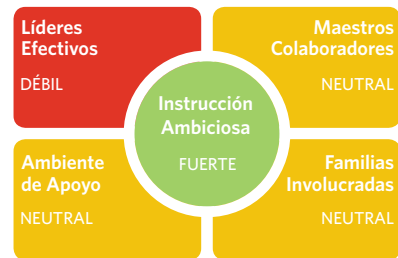 Líderes
Efectivos
DÉBIL
Maestros
Colaboradores
NEUTRAL
Instrucción
Ambiciosa
FUERTE
Ambiente
de Apoyo
NEUTRAL
Familias
Involucradas
NEUTRAL